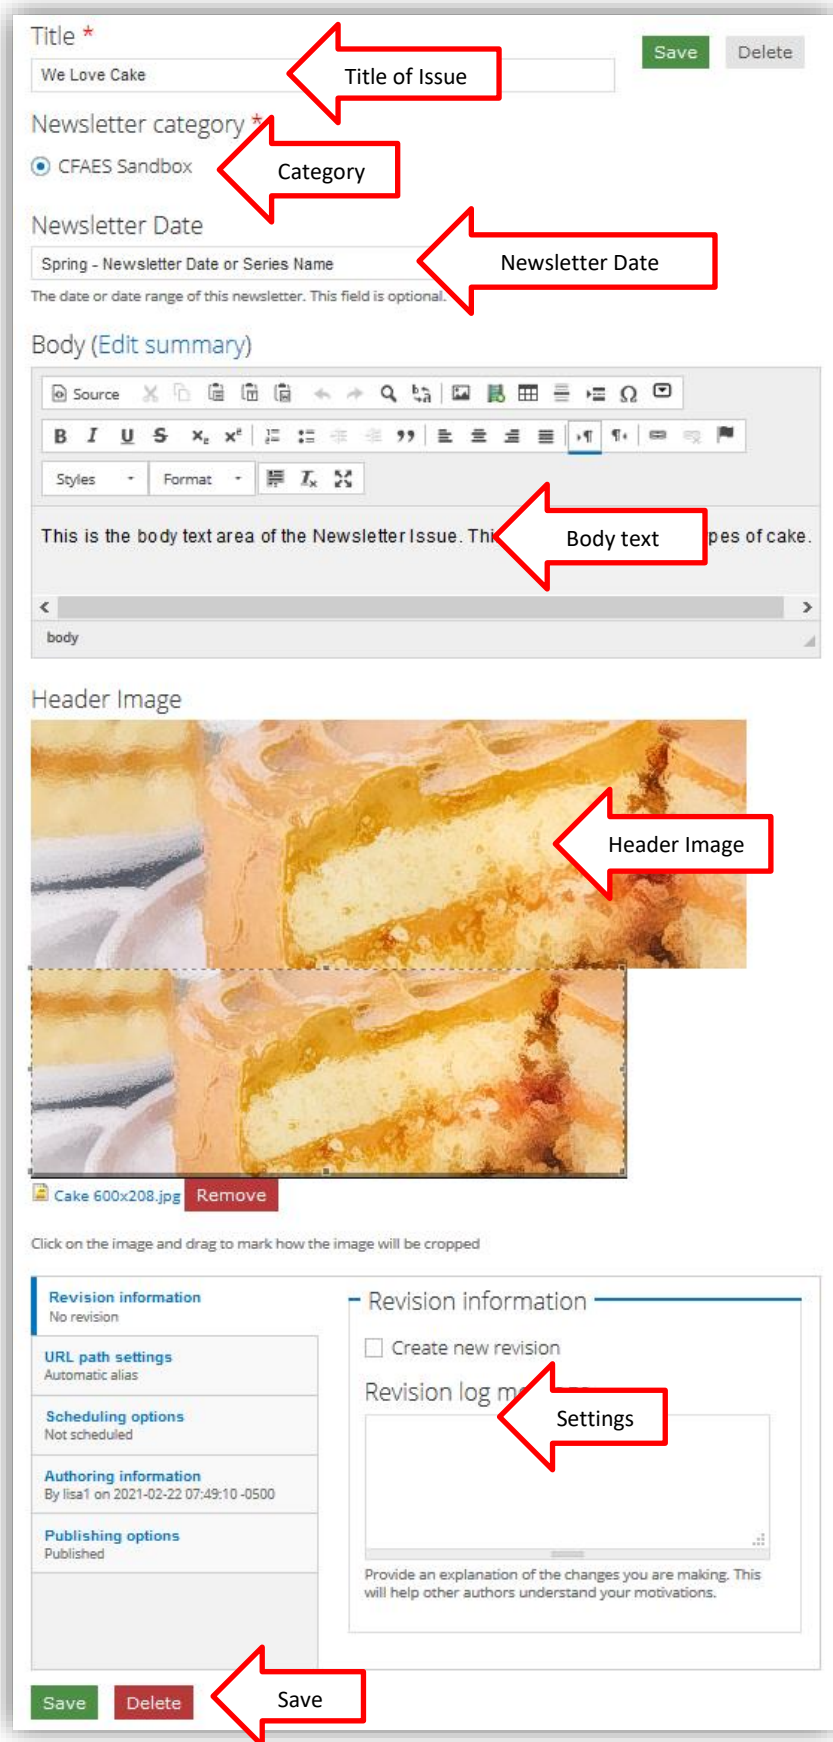 Title *
Save Delete
We Love Cake
Title of Issue
Newsletter category *
CFAES Sandbox
Category
Newsletter Date
Spring - Newsletter Date or Series Name
Newsletter Date
The date or date range of this newsletter. This field is optional.
Body (Edit summary)
Source
B I U S x₂ xª
Styles Format Tx
This is the body text area of the Newsletter Issue. Thi
Body text
pes of cake.
body
Header Image
Header Image
Cake 600x208.jpg Remove
Click on the image and drag to mark how the image will be cropped
Revision information
No revision
URL path settings
Automatic alias
Scheduling options
Not scheduled
Authoring information
By lisa1 on 2021-02-22 07:49:10 -0500
Publishing options
Published
Revision information
Create new revision
Revision log
Settings
Provide an explanation of the changes you are making. This
will help other authors understand your motivations.
Save Delete
Save